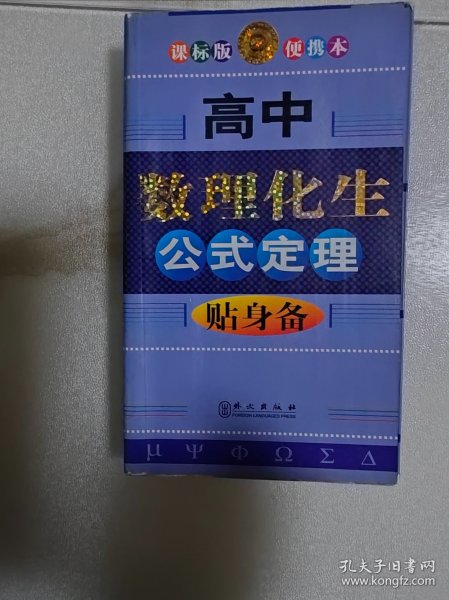 课标版 便携本
高中
数理化生
公式定理
贴身备
外文出版社
FOREIGN LANGUAGES PRESS
μ Ψ Φ Ω Σ Δ
孔夫子旧书网
www.kongfz.com